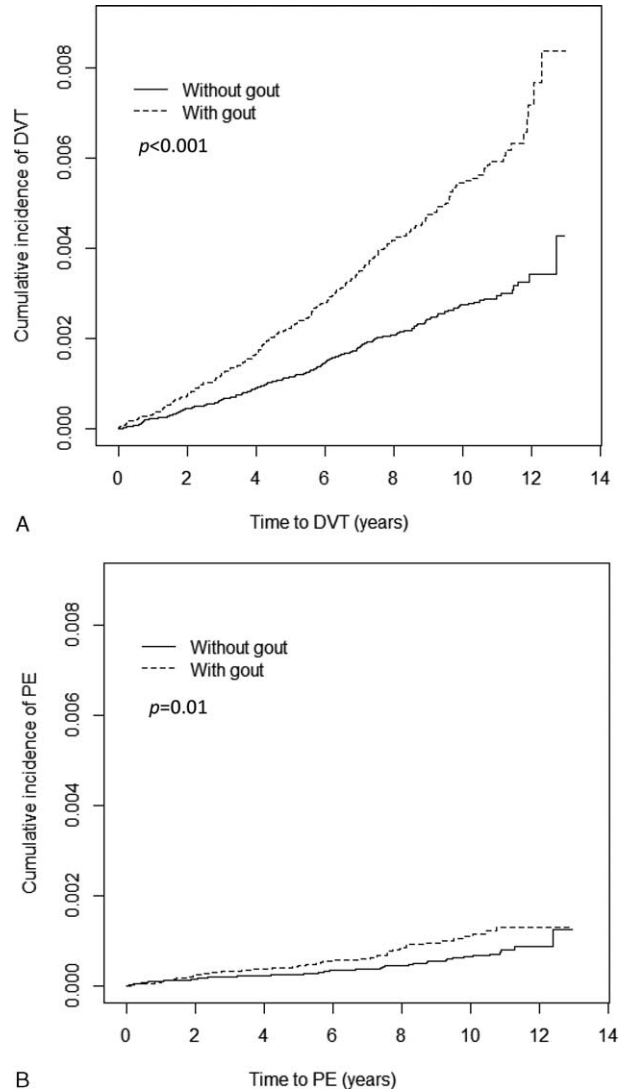 Cumulative incidence of DVT
0.008
0.006
0.004
0.002
0.000
Without gout
With gout
p<0.001
0 2 4 6 8 10 12 14
A
Time to DVT (years)
Cumulative incidence of PE
0.008
0.006
0.004
0.002
0.000
Without gout
With gout
p=0.01
0 2 4 6 8 10 12 14
B
Time to PE (years)